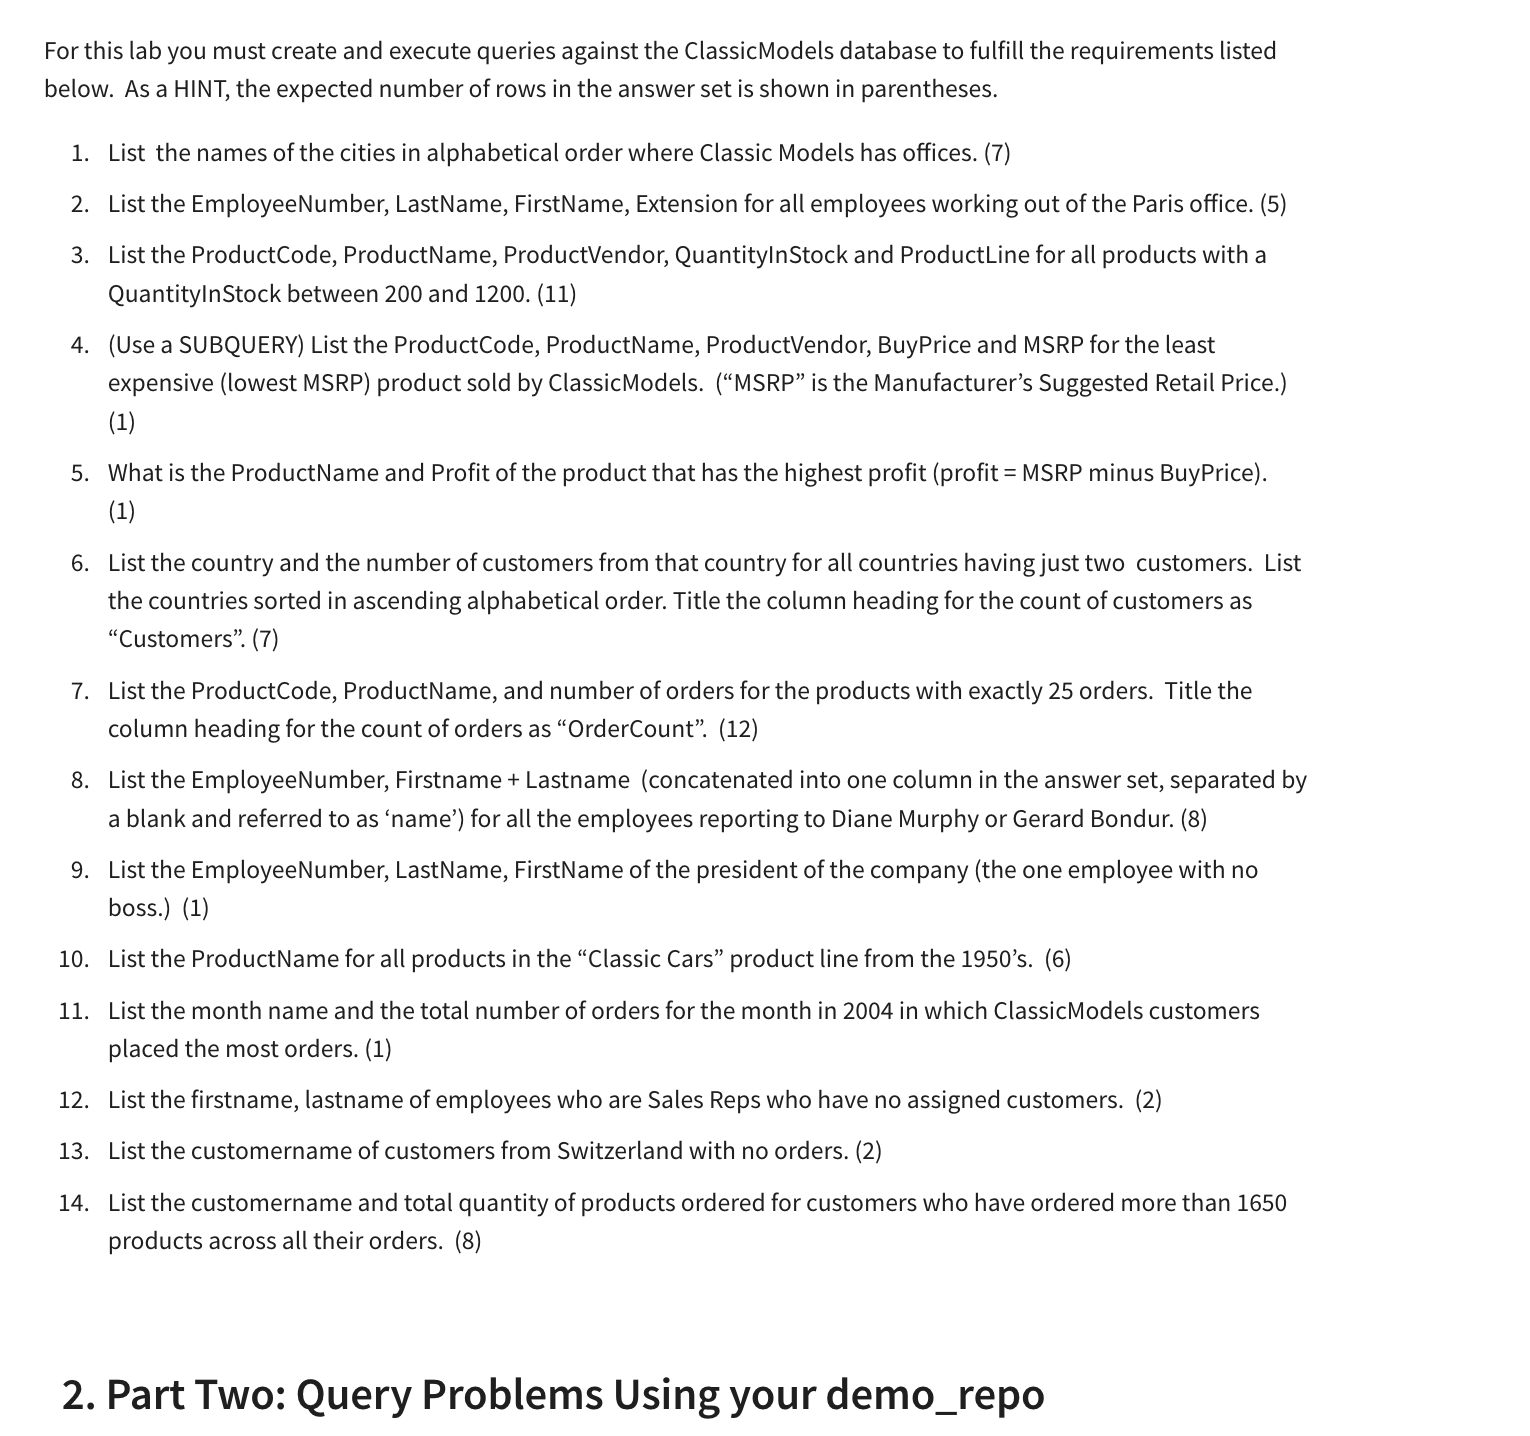 For this lab you must create and execute queries against the ClassicModels database to fulfill the requirements listed
below.  As a HINT, the expected number of rows in the answer set is shown in parentheses.
1. List  the names of the cities in alphabetical order where Classic Models has offices. (7)
2. List the EmployeeNumber, LastName, FirstName, Extension for all employees working out of the Paris office. (5)
3. List the ProductCode, ProductName, ProductVendor, QuantityInStock and ProductLine for all products with a
QuantityInStock between 200 and 1200. (11)
4. (Use a SUBQUERY) List the ProductCode, ProductName, ProductVendor, BuyPrice and MSRP for the least
expensive (lowest MSRP) product sold by ClassicModels.  (“MSRP” is the Manufacturer’s Suggested Retail Price.)
(1)
5. What is the ProductName and Profit of the product that has the highest profit (profit = MSRP minus BuyPrice).
(1)
6. List the country and the number of customers from that country for all countries having just two  customers.  List
the countries sorted in ascending alphabetical order. Title the column heading for the count of customers as
“Customers”. (7)
7. List the ProductCode, ProductName, and number of orders for the products with exactly 25 orders.  Title the
column heading for the count of orders as “OrderCount”.  (12)
8. List the EmployeeNumber, Firstname + Lastname  (concatenated into one column in the answer set, separated by
a blank and referred to as ‘name’) for all the employees reporting to Diane Murphy or Gerard Bondur. (8)
9. List the EmployeeNumber, LastName, FirstName of the president of the company (the one employee with no
boss.)  (1)
10. List the ProductName for all products in the “Classic Cars” product line from the 1950’s.  (6)
11. List the month name and the total number of orders for the month in 2004 in which ClassicModels customers
placed the most orders. (1)
12. List the firstname, lastname of employees who are Sales Reps who have no assigned customers.  (2)
13. List the customername of customers from Switzerland with no orders. (2)
14. List the customername and total quantity of products ordered for customers who have ordered more than 1650
products across all their orders.  (8)
2. Part Two: Query Problems Using your demo_repo